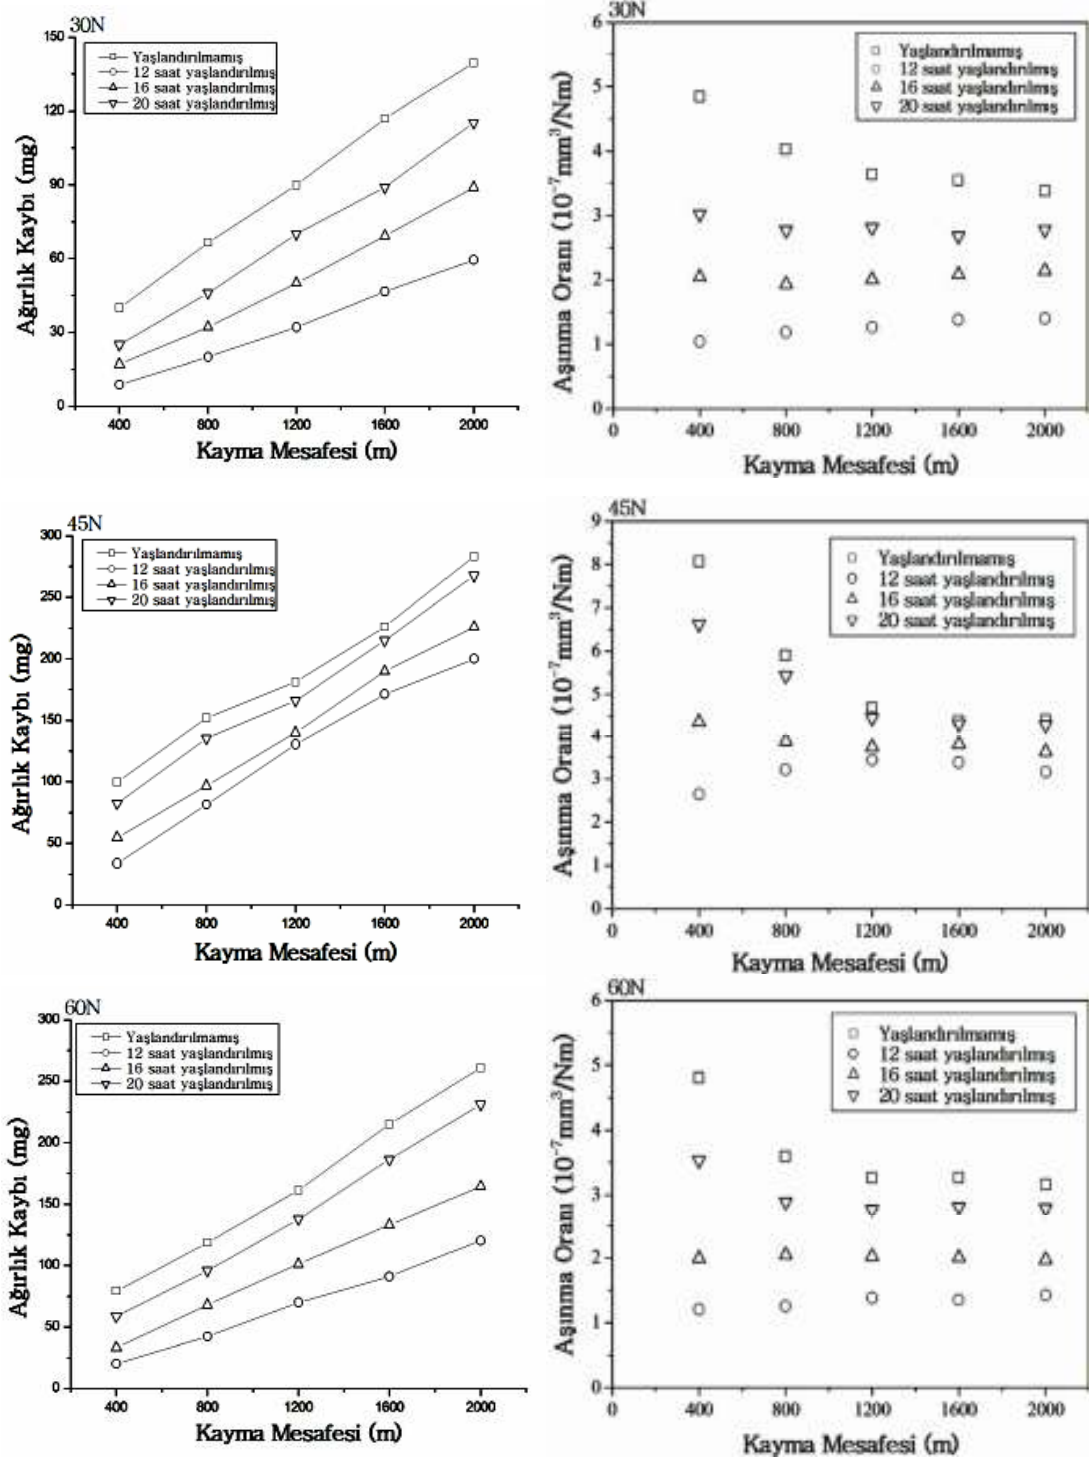 30N
150
120
90
60
30
0
Yaşlandırılmamış
12 saat yaşlandırılmış
16 saat yaşlandırılmış
20 saat yaşlandırılmış
Ağırlık Kaybı (mg)
400 800 1200 1600 2000
Kayma Mesafesi (m)
30N
6
5
4
3
2
1
0
Yaşlandırılmamış
12 saat yaşlandırılmış
16 saat yaşlandırılmış
20 saat yaşlandırılmış
Aşınma Oranı (10⁻⁷mm³/Nm)
0 400 800 1200 1600 2000
Kayma Mesafesi (m)
45N
300
250
200
150
100
50
0
Yaşlandırılmamış
12 saat yaşlandırılmış
16 saat yaşlandırılmış
20 saat yaşlandırılmış
Ağırlık Kaybı (mg)
400 800 1200 1600 2000
Kayma Mesafesi (m)
45N
9
8
7
6
5
4
3
2
1
0
Yaşlandırılmamış
12 saat yaşlandırılmış
16 saat yaşlandırılmış
20 saat yaşlandırılmış
Aşınma Oranı (10⁻⁷mm³/Nm)
0 400 800 1200 1600 2000
Kayma Mesafesi (m)
60N
300
250
200
150
100
50
0
Yaşlandırılmamış
12 saat yaşlandırılmış
16 saat yaşlandırılmış
20 saat yaşlandırılmış
Ağırlık Kaybı (mg)
400 800 1200 1600 2000
Kayma Mesafesi (m)
60N
6
5
4
3
2
1
0
Yaşlandırılmamış
12 saat yaşlandırılmış
16 saat yaşlandırılmış
20 saat yaşlandırılmış
Aşınma Oranı (10⁻⁷mm³/Nm)
0 400 800 1200 1600 2000
Kayma Mesafesi (m)